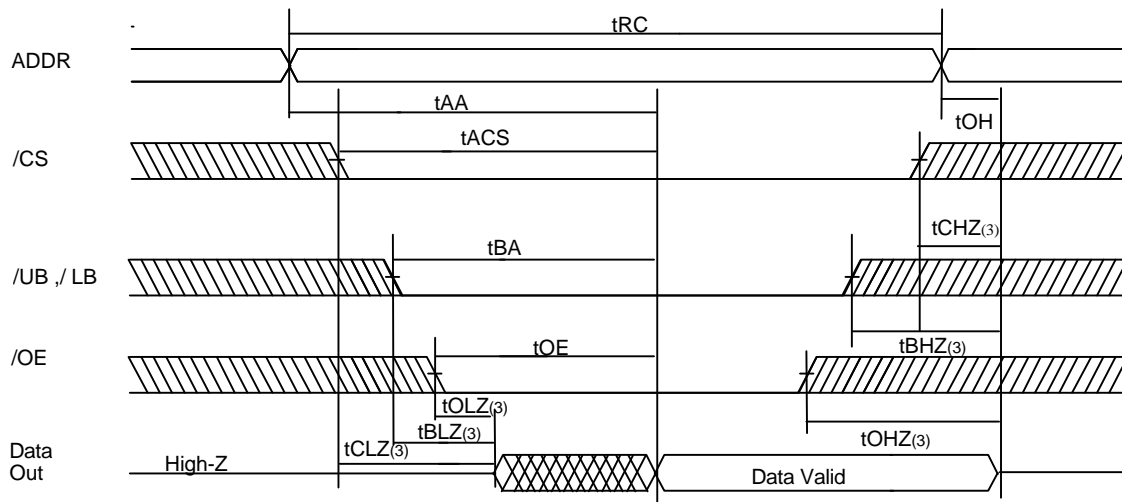 tRC
ADDR
tAA
tOH
tACS
/CS
tCHZ(3)
tBA
/UB ,/ LB
tBHZ(3)
/OE
tOE
tOLZ(3)
tBLZ(3)
tOHZ(3)
tCLZ(3)
Data
Out
High-Z
Data Valid